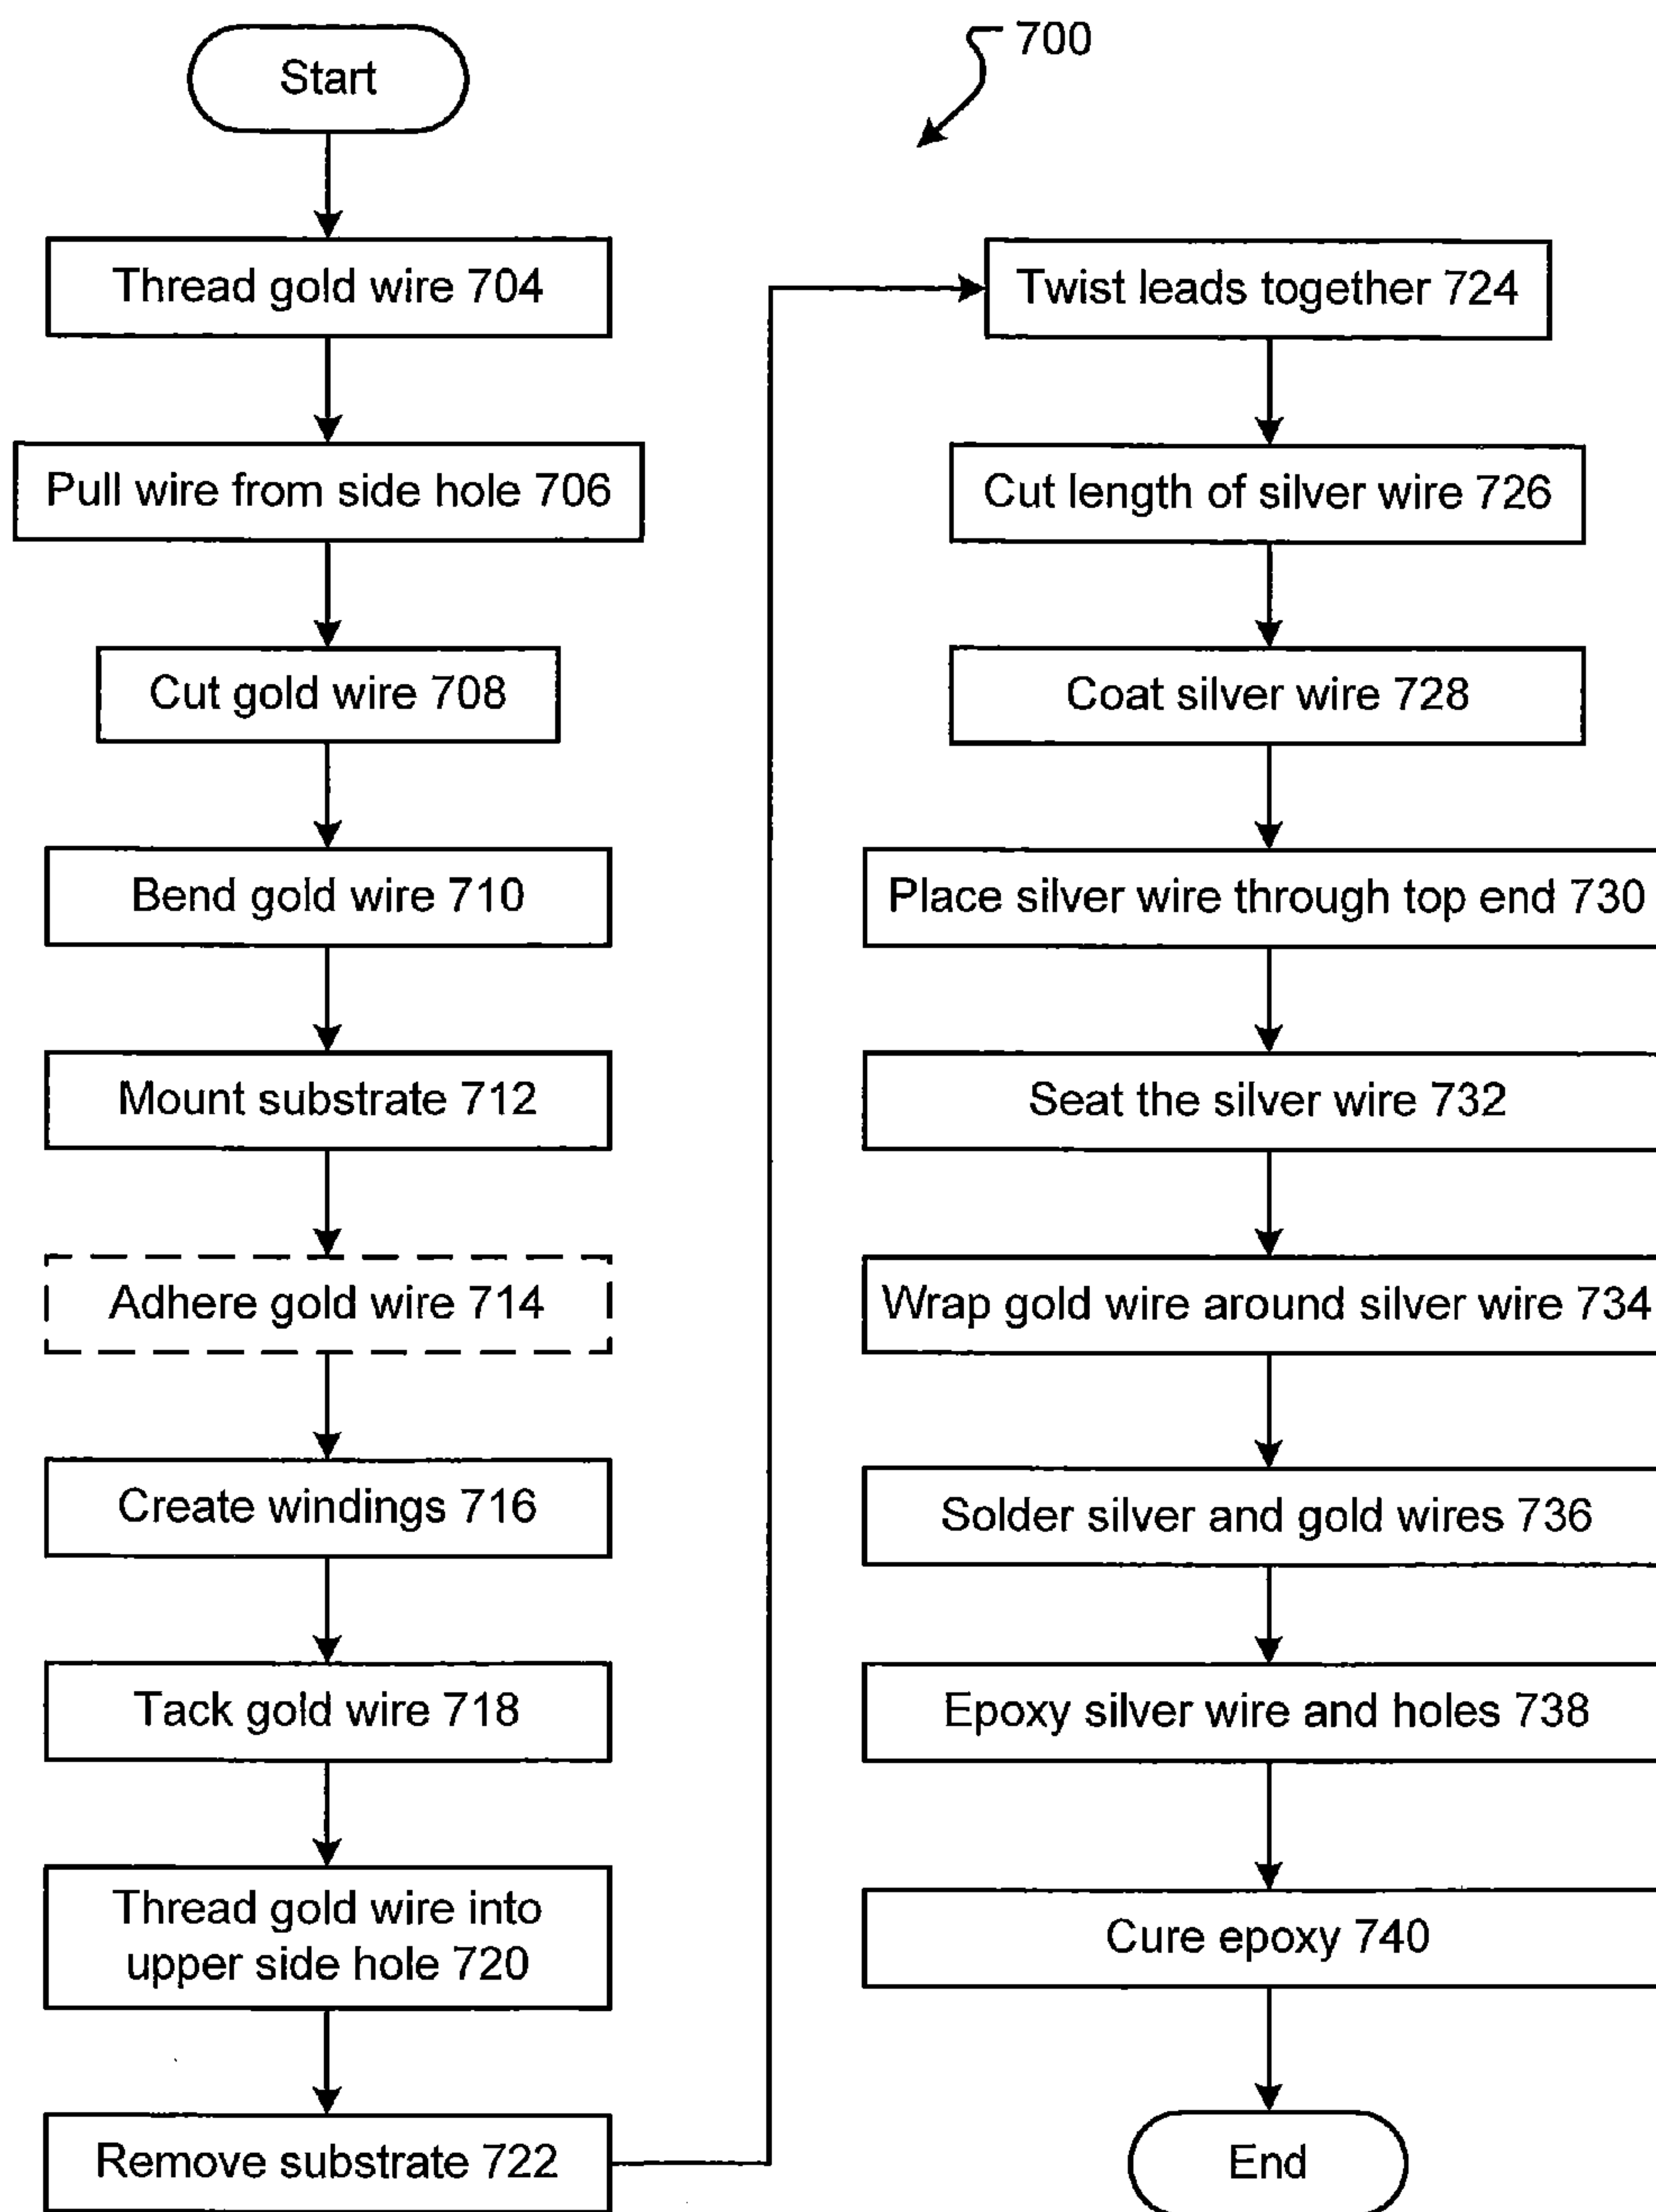 700
Start
Thread gold wire 704
Pull wire from side hole 706
Cut gold wire 708
Bend gold wire 710
Mount substrate 712
Adhere gold wire 714
Create windings 716
Tack gold wire 718
Thread gold wire into
upper side hole 720
Remove substrate 722
Twist leads together 724
Cut length of silver wire 726
Coat silver wire 728
Place silver wire through top end 730
Seat the silver wire 732
Wrap gold wire around silver wire 734
Solder silver and gold wires 736
Epoxy silver wire and holes 738
Cure epoxy 740
End